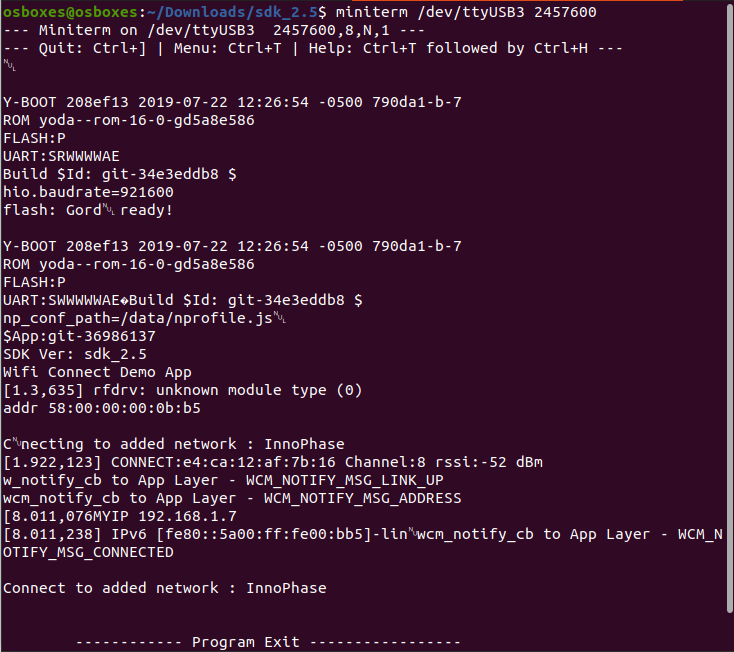 osboxes@osboxes:~/Downloads/sdk_2.5$ miniterm /dev/ttyUSB3 2457600
--- Miniterm on /dev/ttyUSB3  2457600,8,N,1 ---
--- Quit: Ctrl+] | Menu: Ctrl+T | Help: Ctrl+T followed by Ctrl+H ---
␀
Y-BOOT 208ef13 2019-07-22 12:26:54 -0500 790da1-b-7
ROM yoda--rom-16-0-gd5a8e586
FLASH:P
UART:SRWWWWAE
Build $Id: git-34e3eddb8 $
hio.baudrate=921600
flash: Gord␀ready!
Y-BOOT 208ef13 2019-07-22 12:26:54 -0500 790da1-b-7
ROM yoda--rom-16-0-gd5a8e586
FLASH:P
UART:SWWWWWAE�Build $Id: git-34e3eddb8 $
np_conf_path=/data/nprofile.js␀
$App:git-36986137
SDK Ver: sdk_2.5
Wifi Connect Demo App
[1.3,635] rfdrv: unknown module type (0)
addr 58:00:00:00:0b:b5
C␀necting to added network : InnoPhase
[1.922,123] CONNECT:e4:ca:12:af:7b:16 Channel:8 rssi:-52 dBm
w_notify_cb to App Layer - WCM_NOTIFY_MSG_LINK_UP
wcm_notify_cb to App Layer - WCM_NOTIFY_MSG_ADDRESS
[8.011,076MYIP 192.168.1.7
[8.011,238] IPv6 [fe80::5a00:ff:fe00:bb5]-lin␀wcm_notify_cb to App Layer - WCM_N
OTIFY_MSG_CONNECTED
Connect to added network : InnoPhase
------------ Program Exit -----------------